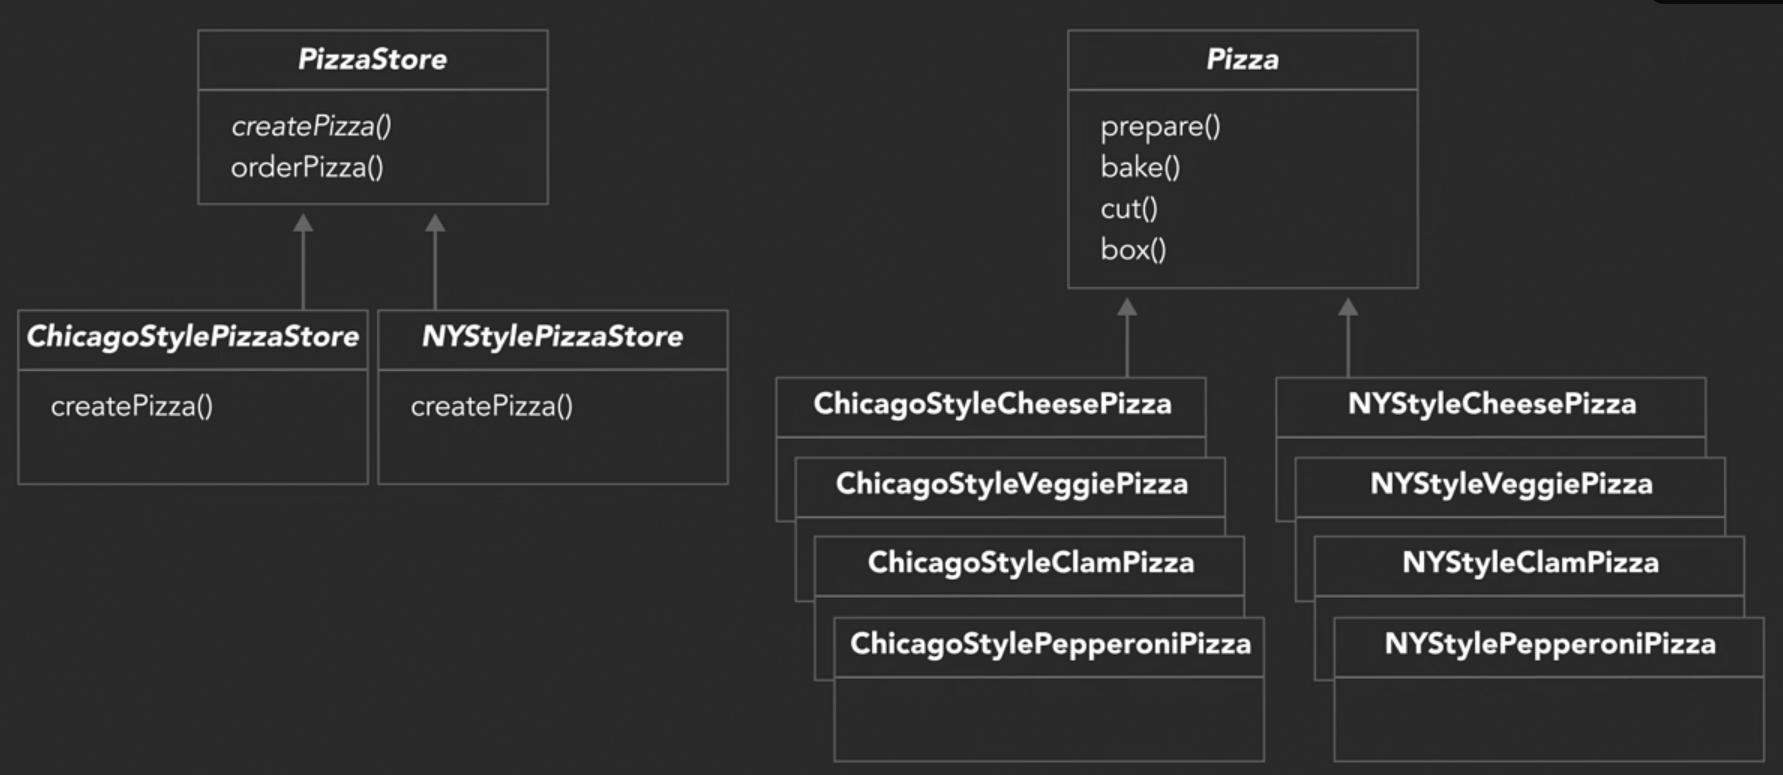 PizzaStore
createPizza()
orderPizza()
ChicagoStylePizzaStore
createPizza()
NYStylePizzaStore
createPizza()
Pizza
prepare()
bake()
cut()
box()
ChicagoStyleCheesePizza
ChicagoStyleVeggiePizza
ChicagoStyleClamPizza
ChicagoStylePepperoniPizza
NYStyleCheesePizza
NYStyleVeggiePizza
NYStyleClamPizza
NYStylePepperoniPizza